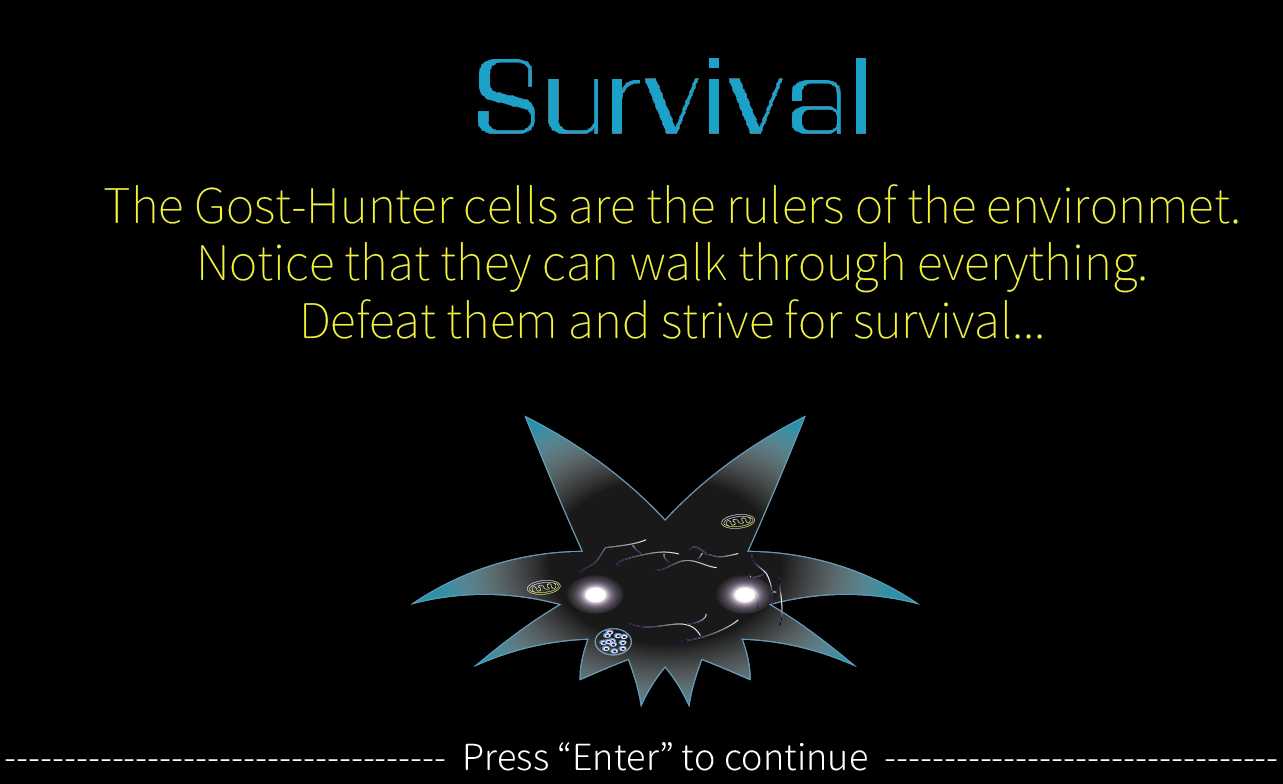 Survival
The Gost-Hunter cells are the rulers of the environmet.
Notice that they can walk through everything.
Defeat them and strive for survival...
------------------------------------- Press “Enter” to continue ---------------------------------